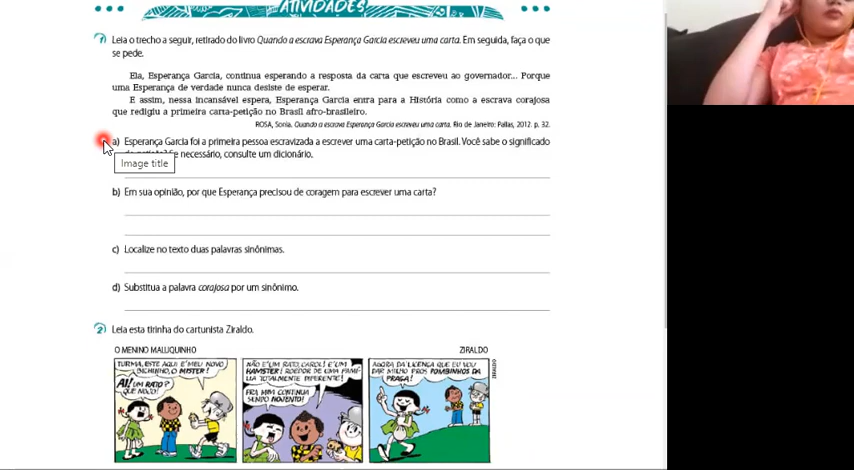 ATIVIDADES
1 Leia o trecho a seguir, retirado do livro Quando a escrava Esperança Garcia escreveu uma carta. Em seguida, faça o que
se pede.
Ela, Esperança Garcia, continua esperando a resposta da carta que escreveu ao governador... Porque
uma Esperança de verdade nunca desiste de esperar.
E assim, nessa incansável espera, Esperança Garcia entra para a História como a escrava corajosa
que redigiu a primeira carta-petição no Brasil afro-brasileiro.
ROSA, Sonia. Quando a escrava Esperança Garcia escreveu uma carta. Rio de Janeiro: Pallas, 2012. p. 32.
a) Esperança Garcia foi a primeira pessoa escravizada a escrever uma carta-petição no Brasil. Você sabe o significado
necessário, consulte um dicionário.
Image title
b) Em sua opinião, por que Esperança precisou de coragem para escrever uma carta?
c) Localize no texto duas palavras sinônimas.
d) Substitua a palavra corajosa por um sinônimo.
2 Leia esta tirinha do cartunista Ziraldo.
O MENINO MALUQUINHO ZIRALDO
TURMA, ESTE AQUI É MEU NOVO
BICHINHO, O MISTER!
AI! UM RATO?
QUE NOJO!
NÃO É UM RATO, CAROL! É UM
HAMSTER! ROEDOR DE UMA FAMÍ-
LIA TOTALMENTE DIFERENTE!
PRA MIM CONTINUA
SENDO NOJENTO!
AGORA DÁ LICENÇA QUE EU VOU
DAR MILHO PROS POMBINHOS DA
PRAÇA!
ZIRALDO